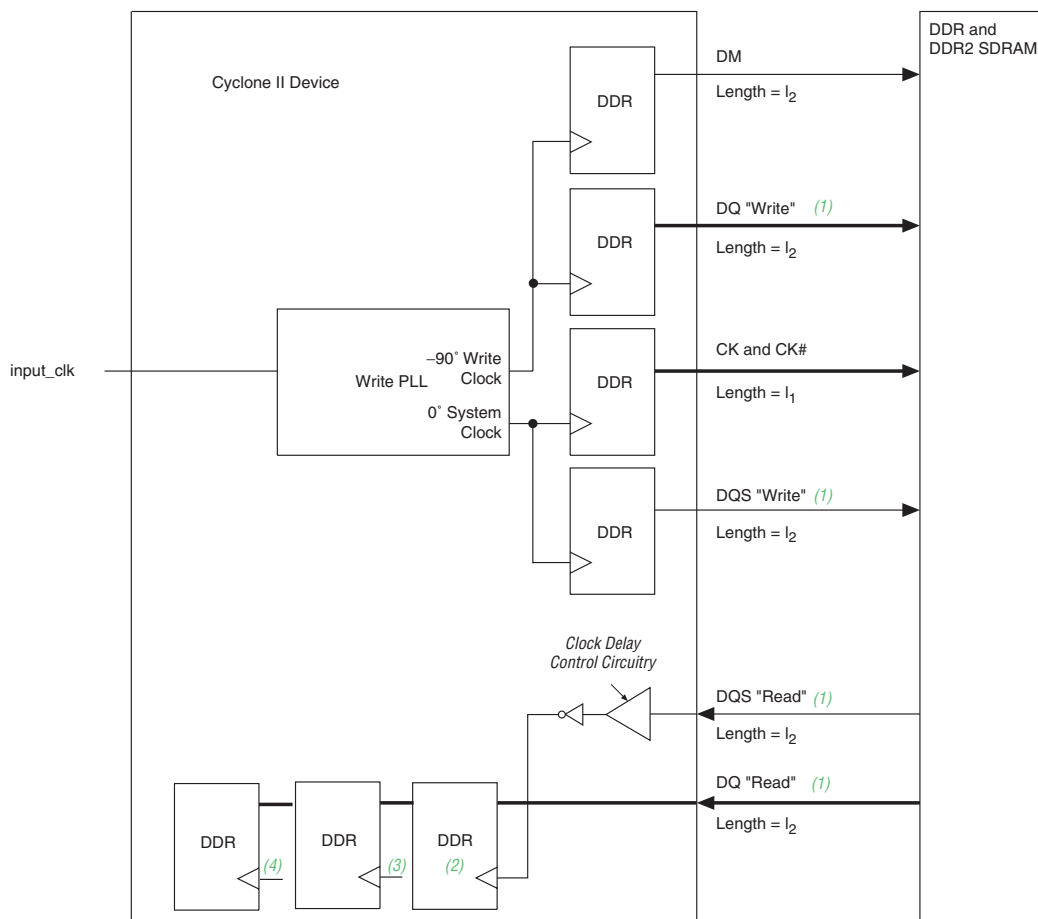 DDR and
DDR2 SDRAM
Cyclone II Device
DDR
DM
Length = l2
DDR
DQ "Write" (1)
Length = l2
input_clk
Write PLL
–90° Write
Clock
0° System
Clock
DDR
CK and CK#
Length = l1
DDR
DQS "Write" (1)
Length = l2
Clock Delay
Control Circuitry
DQS "Read" (1)
Length = l2
DQ "Read" (1)
Length = l2
DDR
(4)
DDR
(3)
DDR
(2)